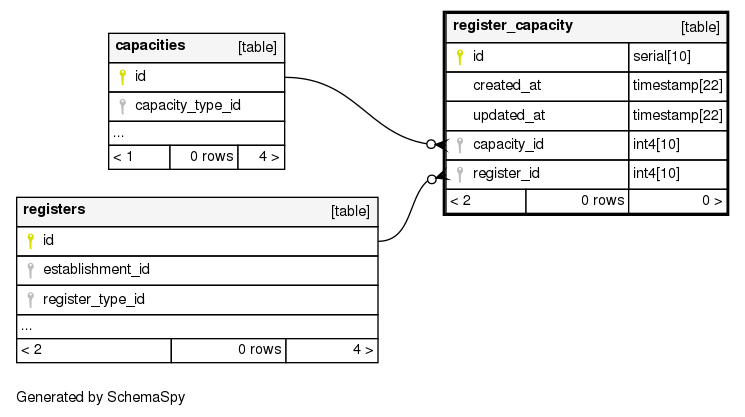 capacities [table]
id
capacity_type_id
...
< 1 0 rows 4 >
register_capacity [table]
id serial[10]
created_at timestamp[22]
updated_at timestamp[22]
capacity_id int4[10]
register_id int4[10]
< 2 0 rows 0 >
registers [table]
id
establishment_id
register_type_id
...
< 2 0 rows 4 >
Generated by SchemaSpy